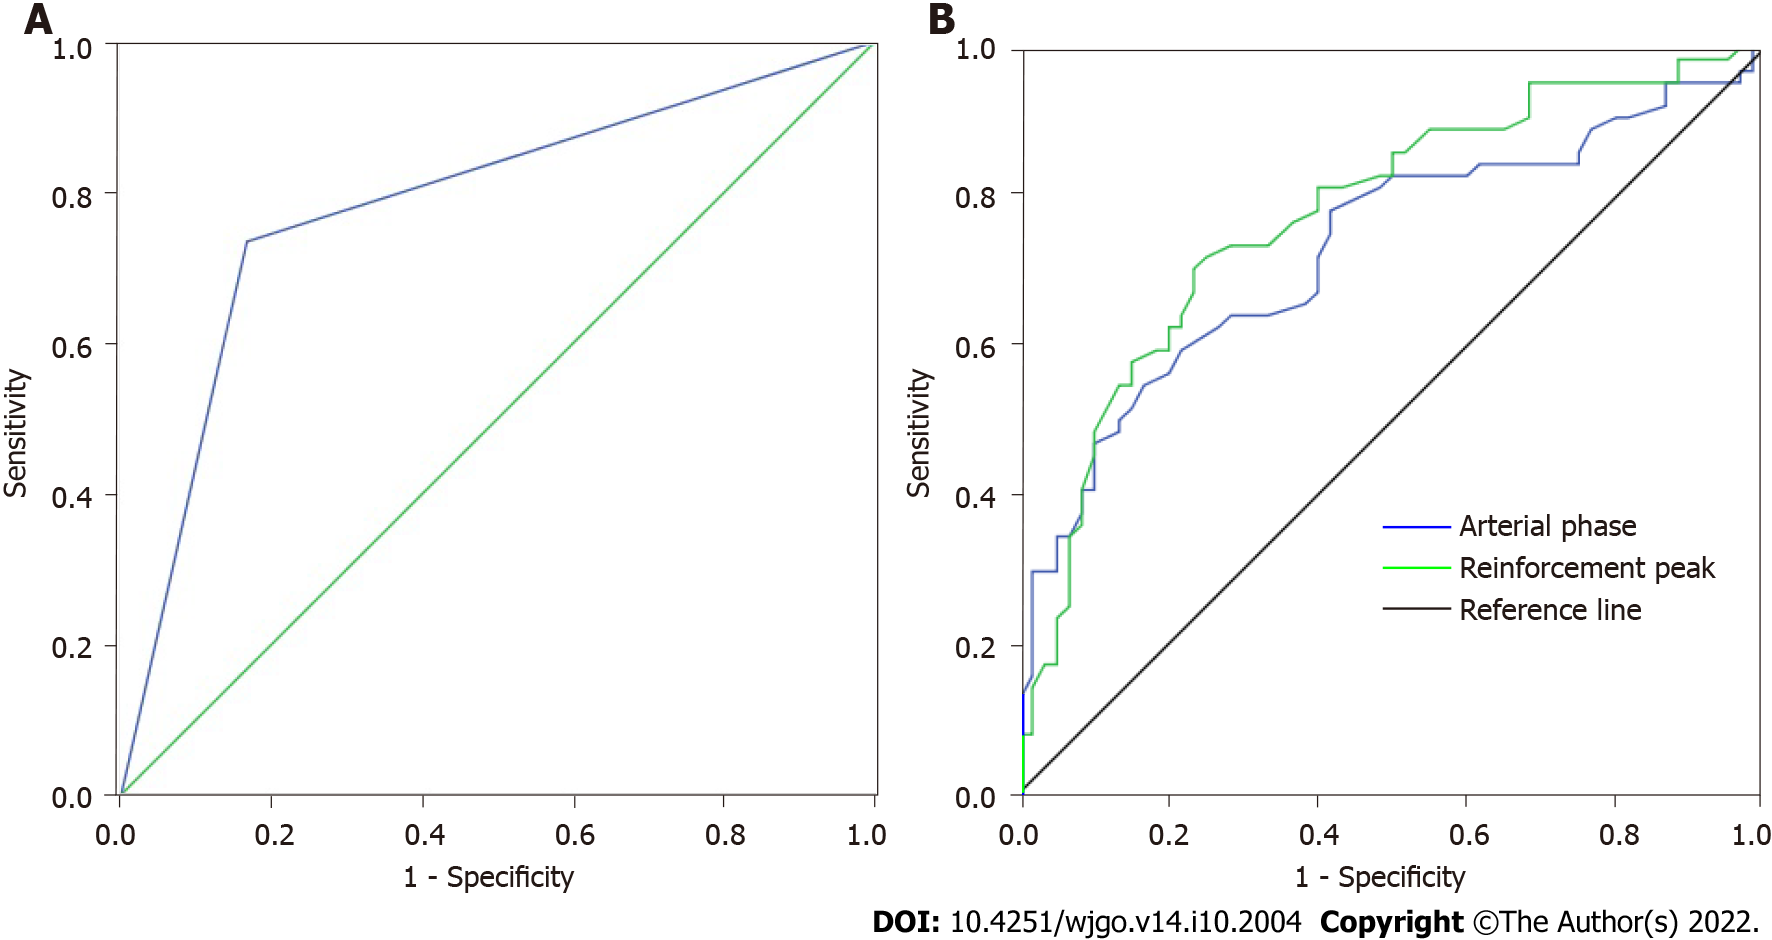 A
1.0
0.8
0.6
0.4
0.2
0.0
Sensitivity
0.0 0.2 0.4 0.6 0.8 1.0
1 - Specificity
B
1.0
0.8
0.6
0.4
0.2
0.0
Sensitivity
Arterial phase
Reinforcement peak
Reference line
0.0 0.2 0.4 0.6 0.8 1.0
1 - Specificity
DOI: 10.4251/wjgo.v14.i10.2004 Copyright ©The Author(s) 2022.